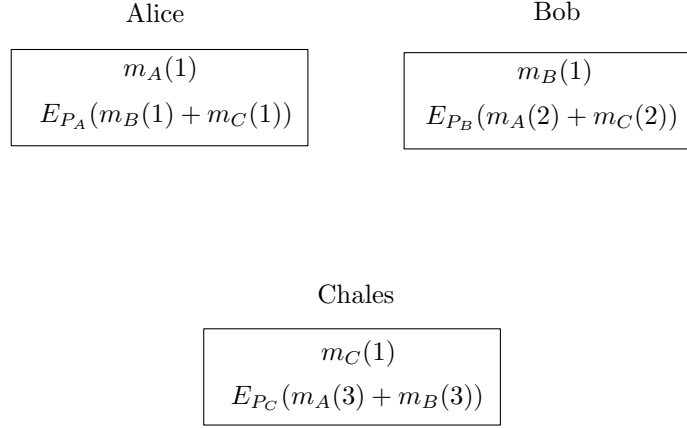 Alice
m_A(1)
E_{P_A}(m_B(1) + m_C(1))
Bob
m_B(1)
E_{P_B}(m_A(2) + m_C(2))
Chales
m_C(1)
E_{P_C}(m_A(3) + m_B(3))